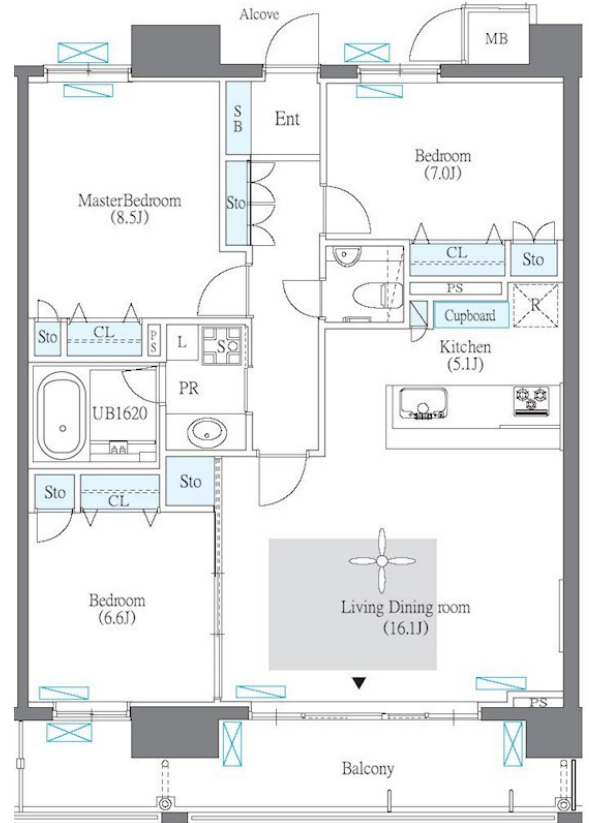 Alcove
MB
S
B
Ent
Bedroom
(7.0J)
MasterBedroom
(8.5J)
Sto
CL
Sto
PS
Cupboard
R
Kitchen
(5.1J)
Sto
CL
P
S
L
S
PR
UB1620
Sto
CL
Sto
Bedroom
(6.6J)
Living Dining room
(16.1J)
PS
Balcony